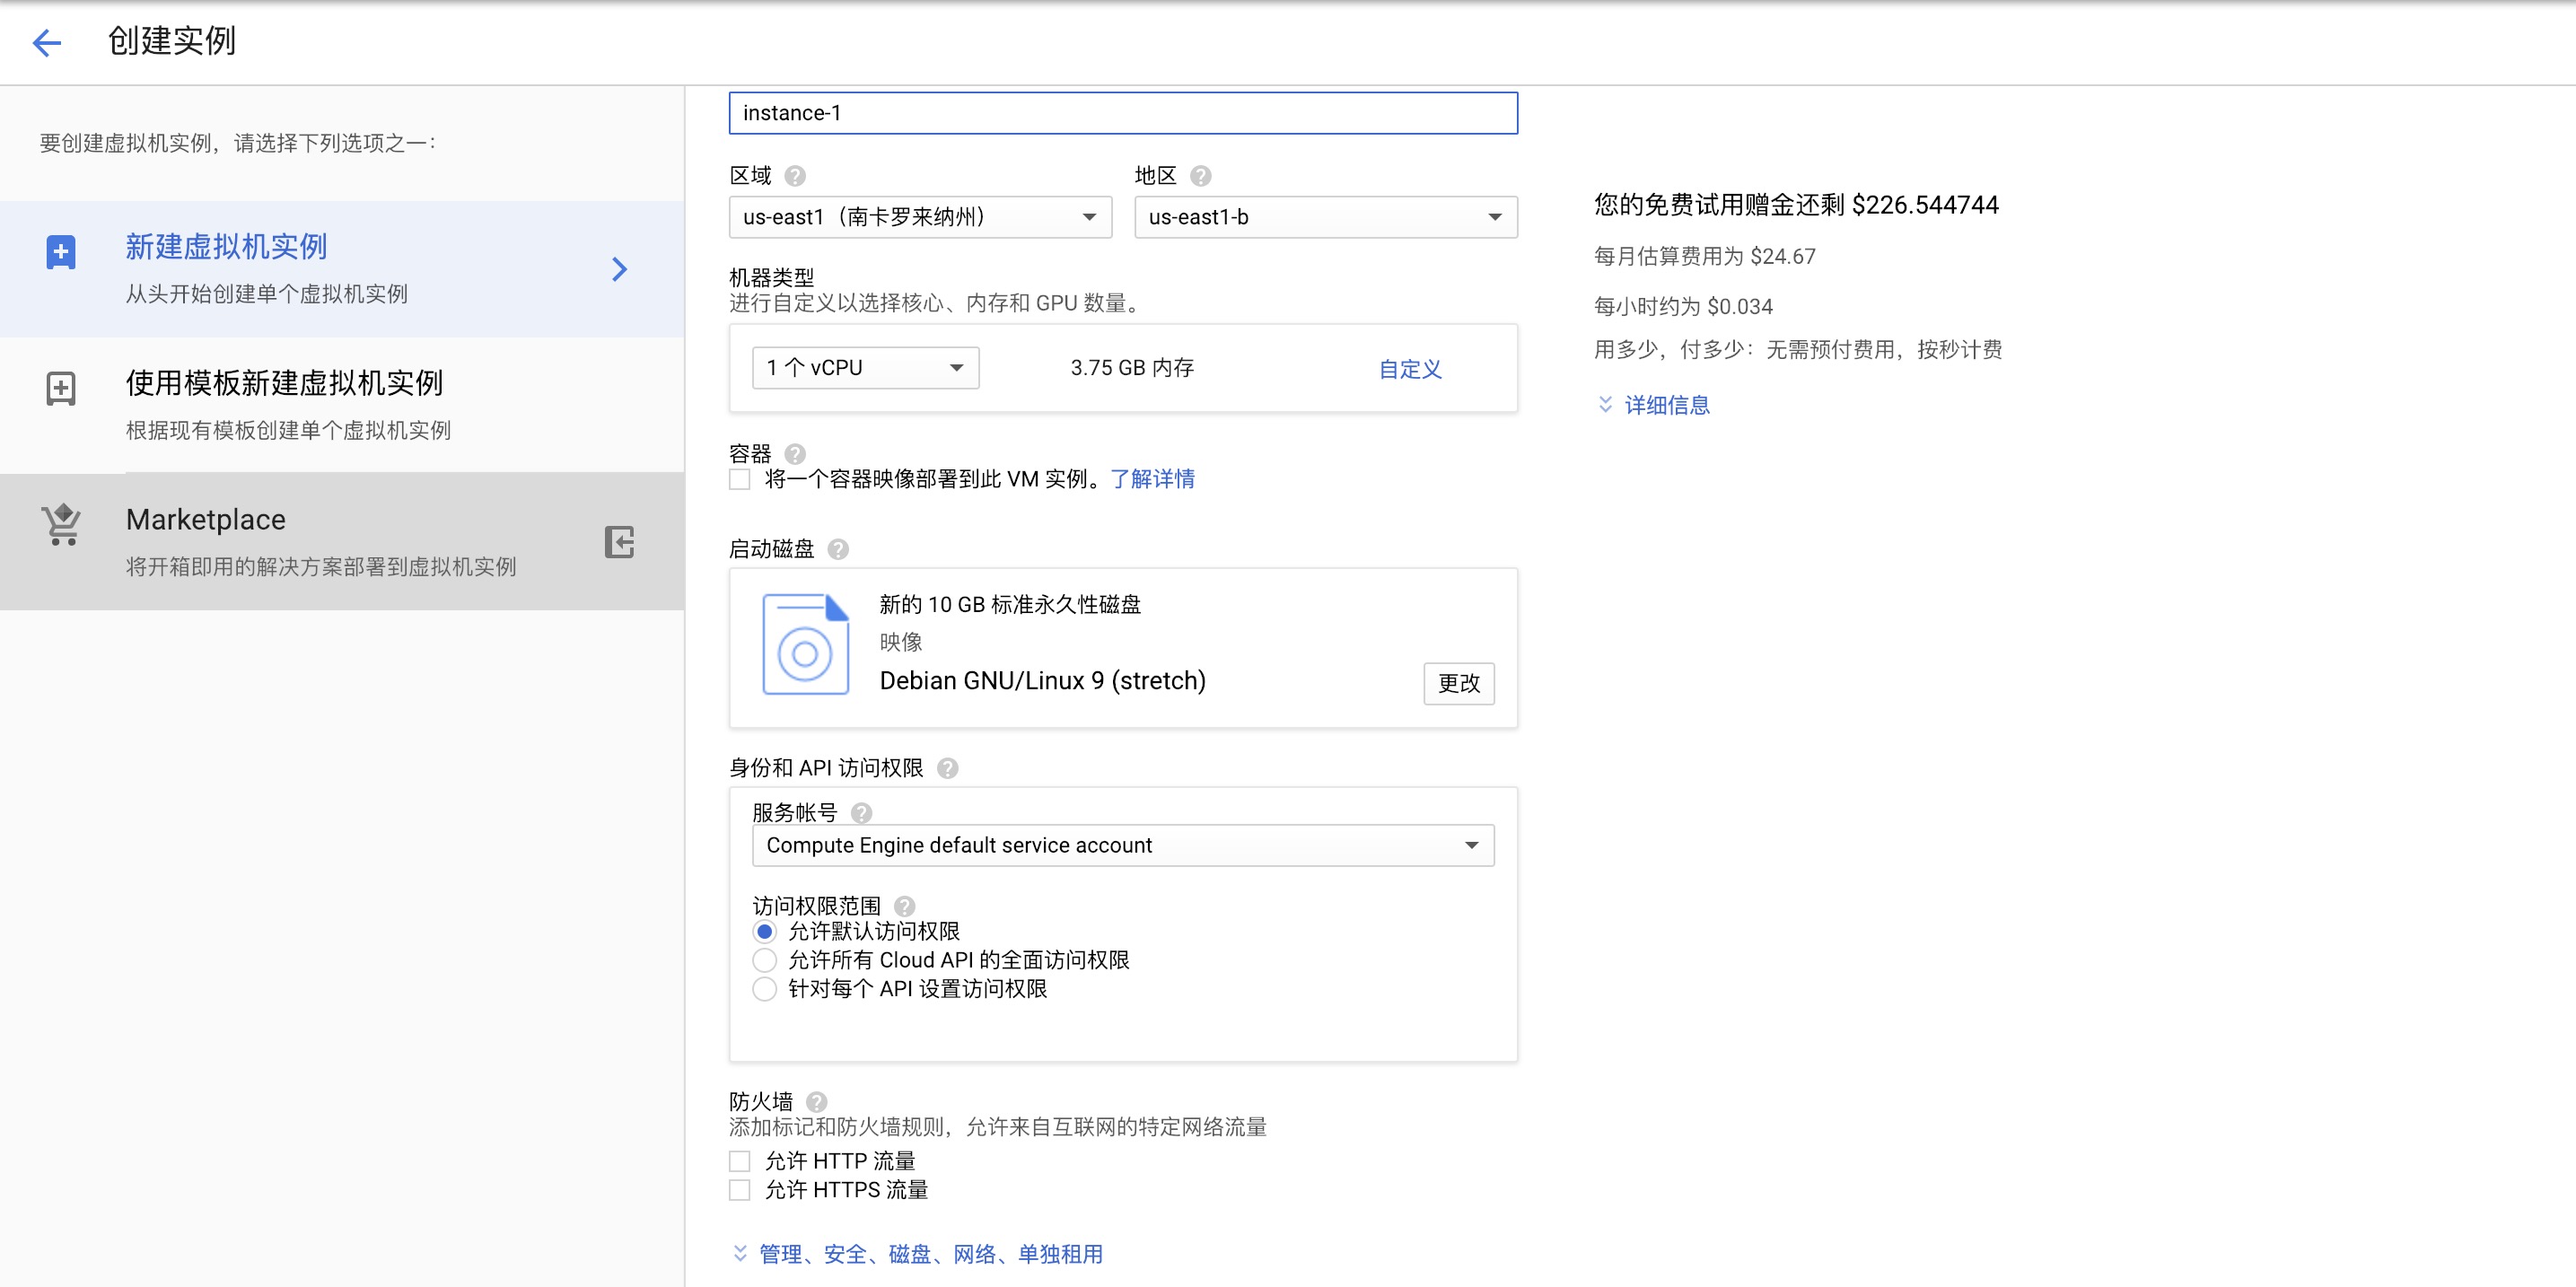 创建实例
要创建虚拟机实例，请选择下列选项之一：
新建虚拟机实例
从头开始创建单个虚拟机实例
使用模板新建虚拟机实例
根据现有模板创建单个虚拟机实例
Marketplace
将开箱即用的解决方案部署到虚拟机实例
instance-1
区域
地区
us-east1（南卡罗来纳州）
us-east1-b
机器类型
进行自定义以选择核心、内存和 GPU 数量。
1 个 vCPU
3.75 GB 内存
自定义
容器
将一个容器映像部署到此 VM 实例。了解详情
启动磁盘
新的 10 GB 标准永久性磁盘
映像
Debian GNU/Linux 9 (stretch)
更改
身份和 API 访问权限
服务帐号
Compute Engine default service account
访问权限范围
允许默认访问权限
允许所有 Cloud API 的全面访问权限
针对每个 API 设置访问权限
防火墙
添加标记和防火墙规则，允许来自互联网的特定网络流量
允许 HTTP 流量
允许 HTTPS 流量
管理、安全、磁盘、网络、单独租用
您的免费试用赠金还剩 $226.544744
每月估算费用为 $24.67
每小时约为 $0.034
用多少，付多少：无需预付费用，按秒计费
详细信息